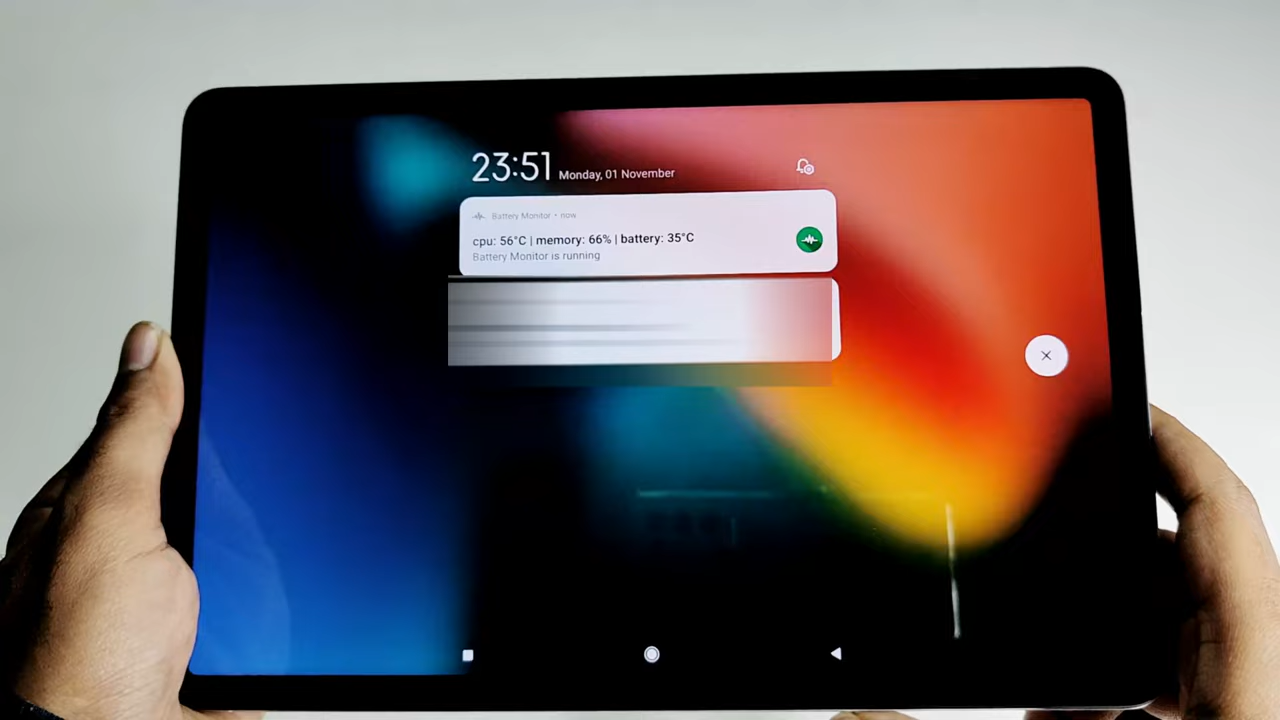 23:51 Monday, 01 November
Battery Monitor • now
cpu: 56°C | memory: 66% | battery: 35°C
Battery Monitor is running